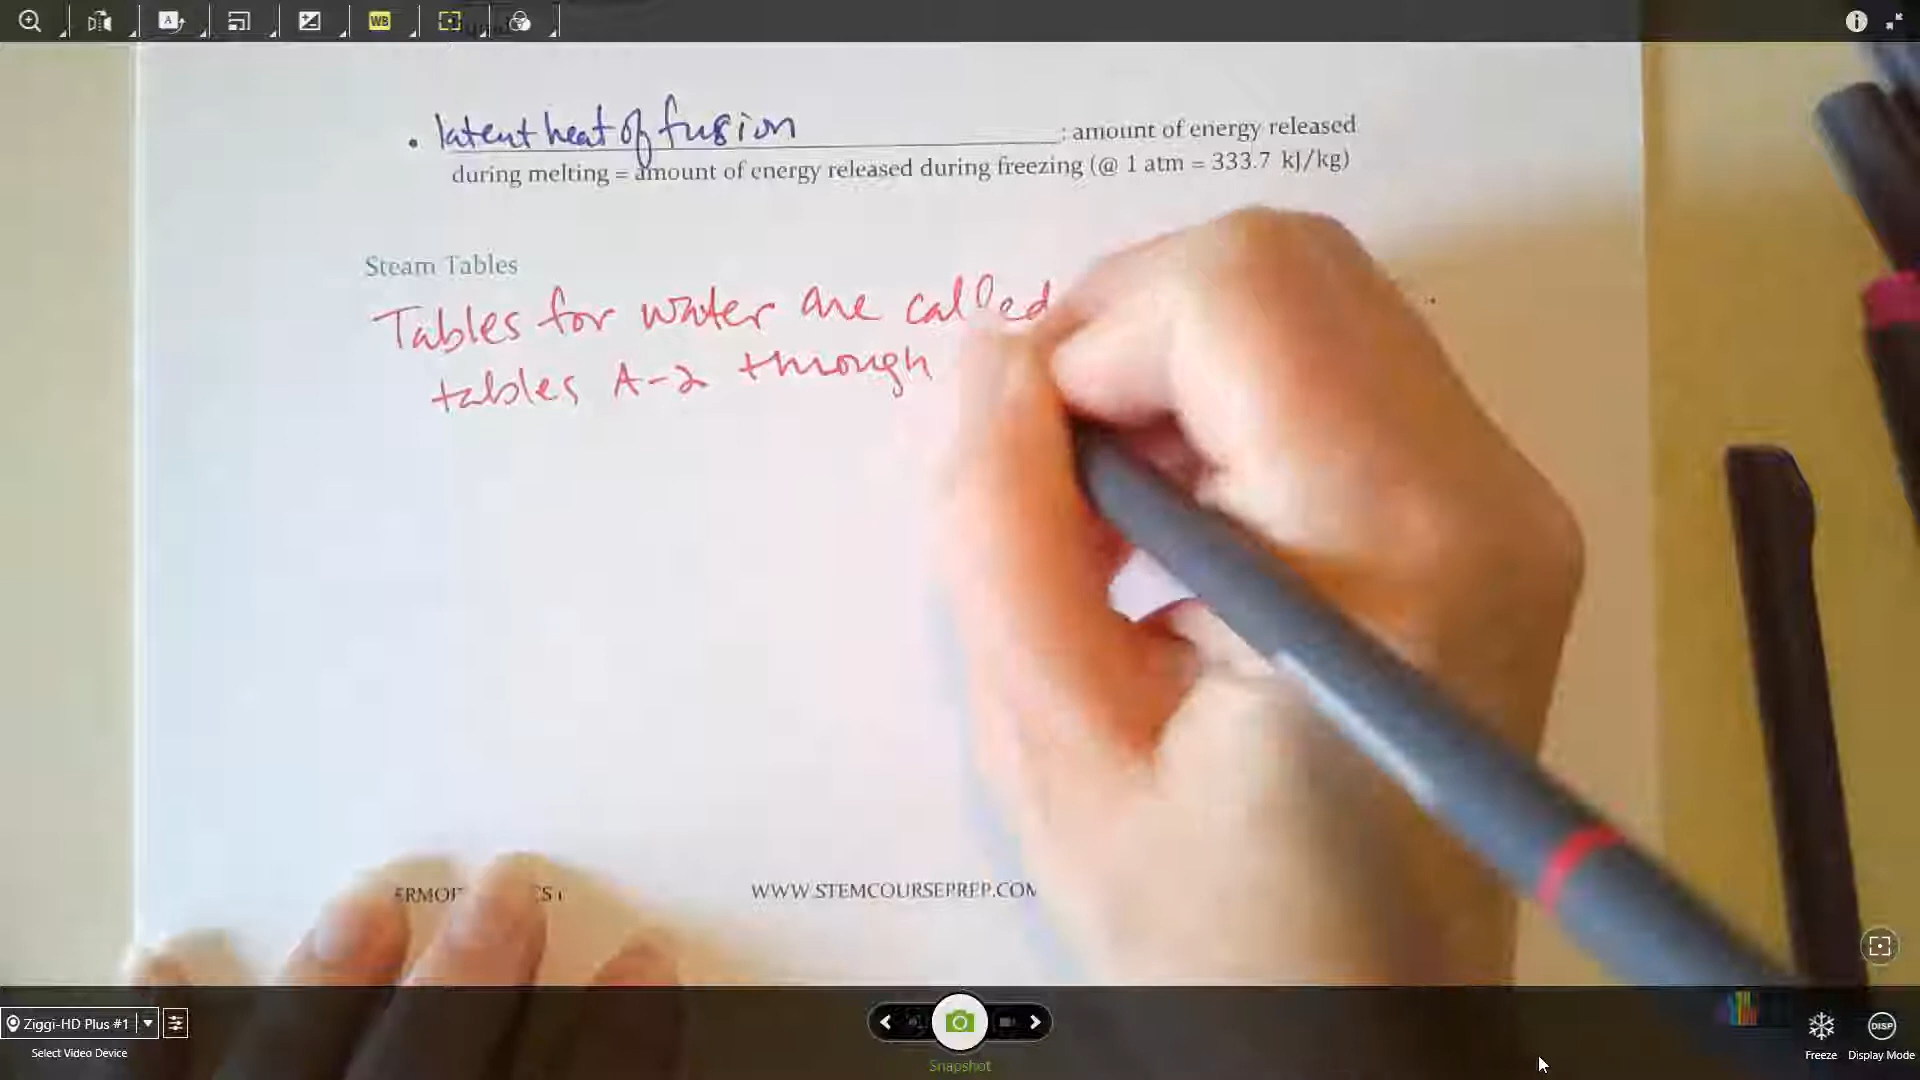 A
WB
i
• latent heat of fusion : amount of energy released
during melting = amount of energy released during freezing (@ 1 atm = 333.7 kJ/kg)
Steam Tables
Tables for water are called
tables A-2 through
WWW.STEMCOURSEPREP.COM
Ziggi-HD Plus #1
Select Video Device
Snapshot
Freeze
DISP
Display Mode